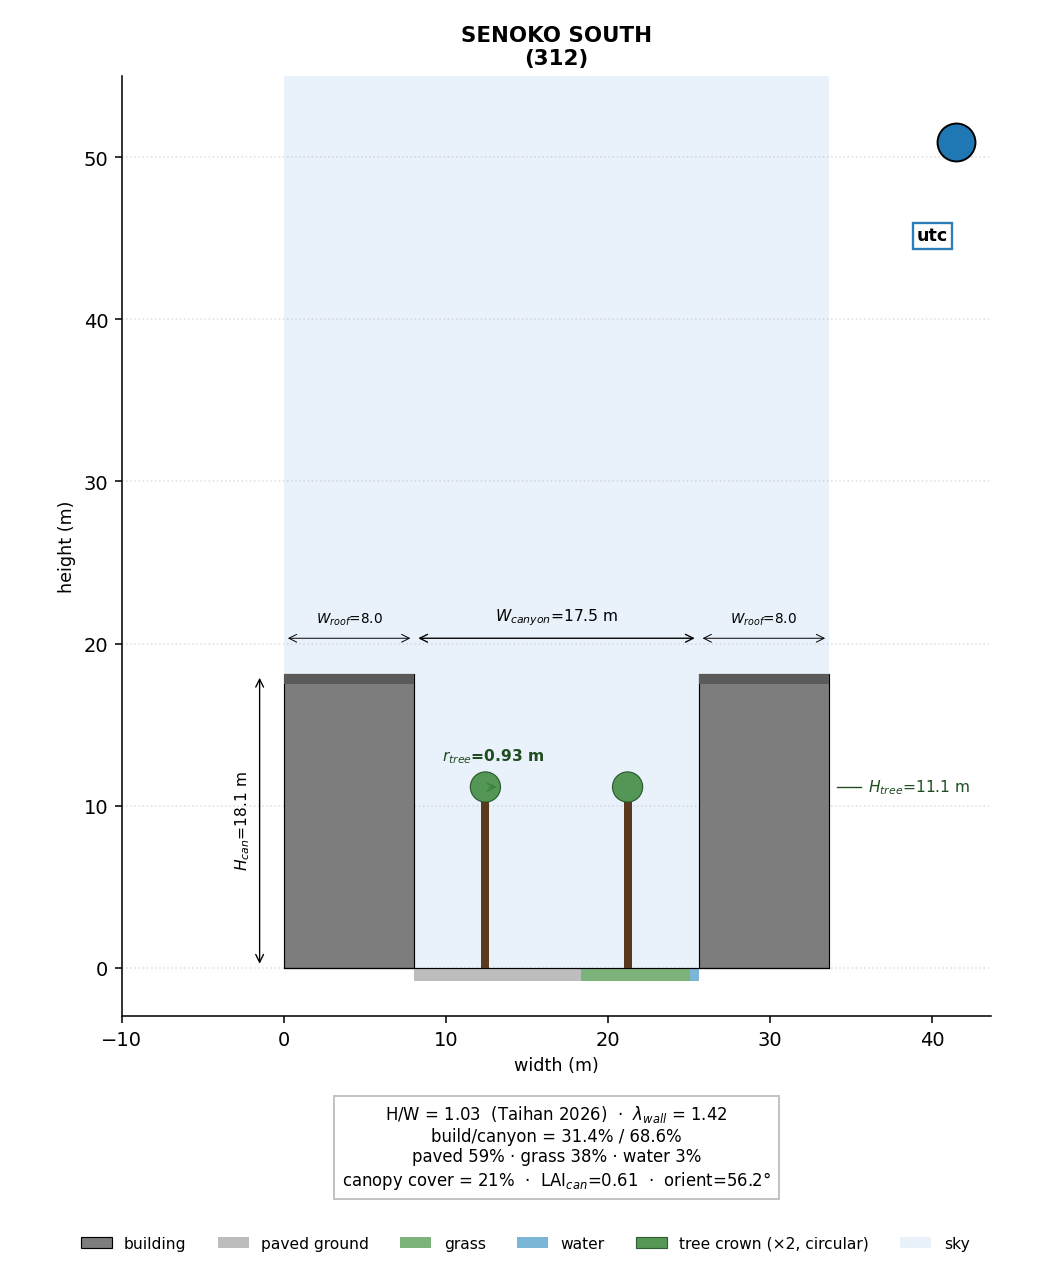 SENOKO SOUTH
(312)
50
utc
40
30
height (m)
W_roof=8.0
W_canyon=17.5 m
W_roof=8.0
20
r_tree=0.93 m
H_tree=11.1 m
H_can=18.1 m
10
0
−10
0
10
20
30
40
width (m)
H/W = 1.03 (Taihan 2026) · λ_wall = 1.42
build/canyon = 31.4% / 68.6%
paved 59% · grass 38% · water 3%
canopy cover = 21% · LAI_can=0.61 · orient=56.2°
building
paved ground
grass
water
tree crown (×2, circular)
sky